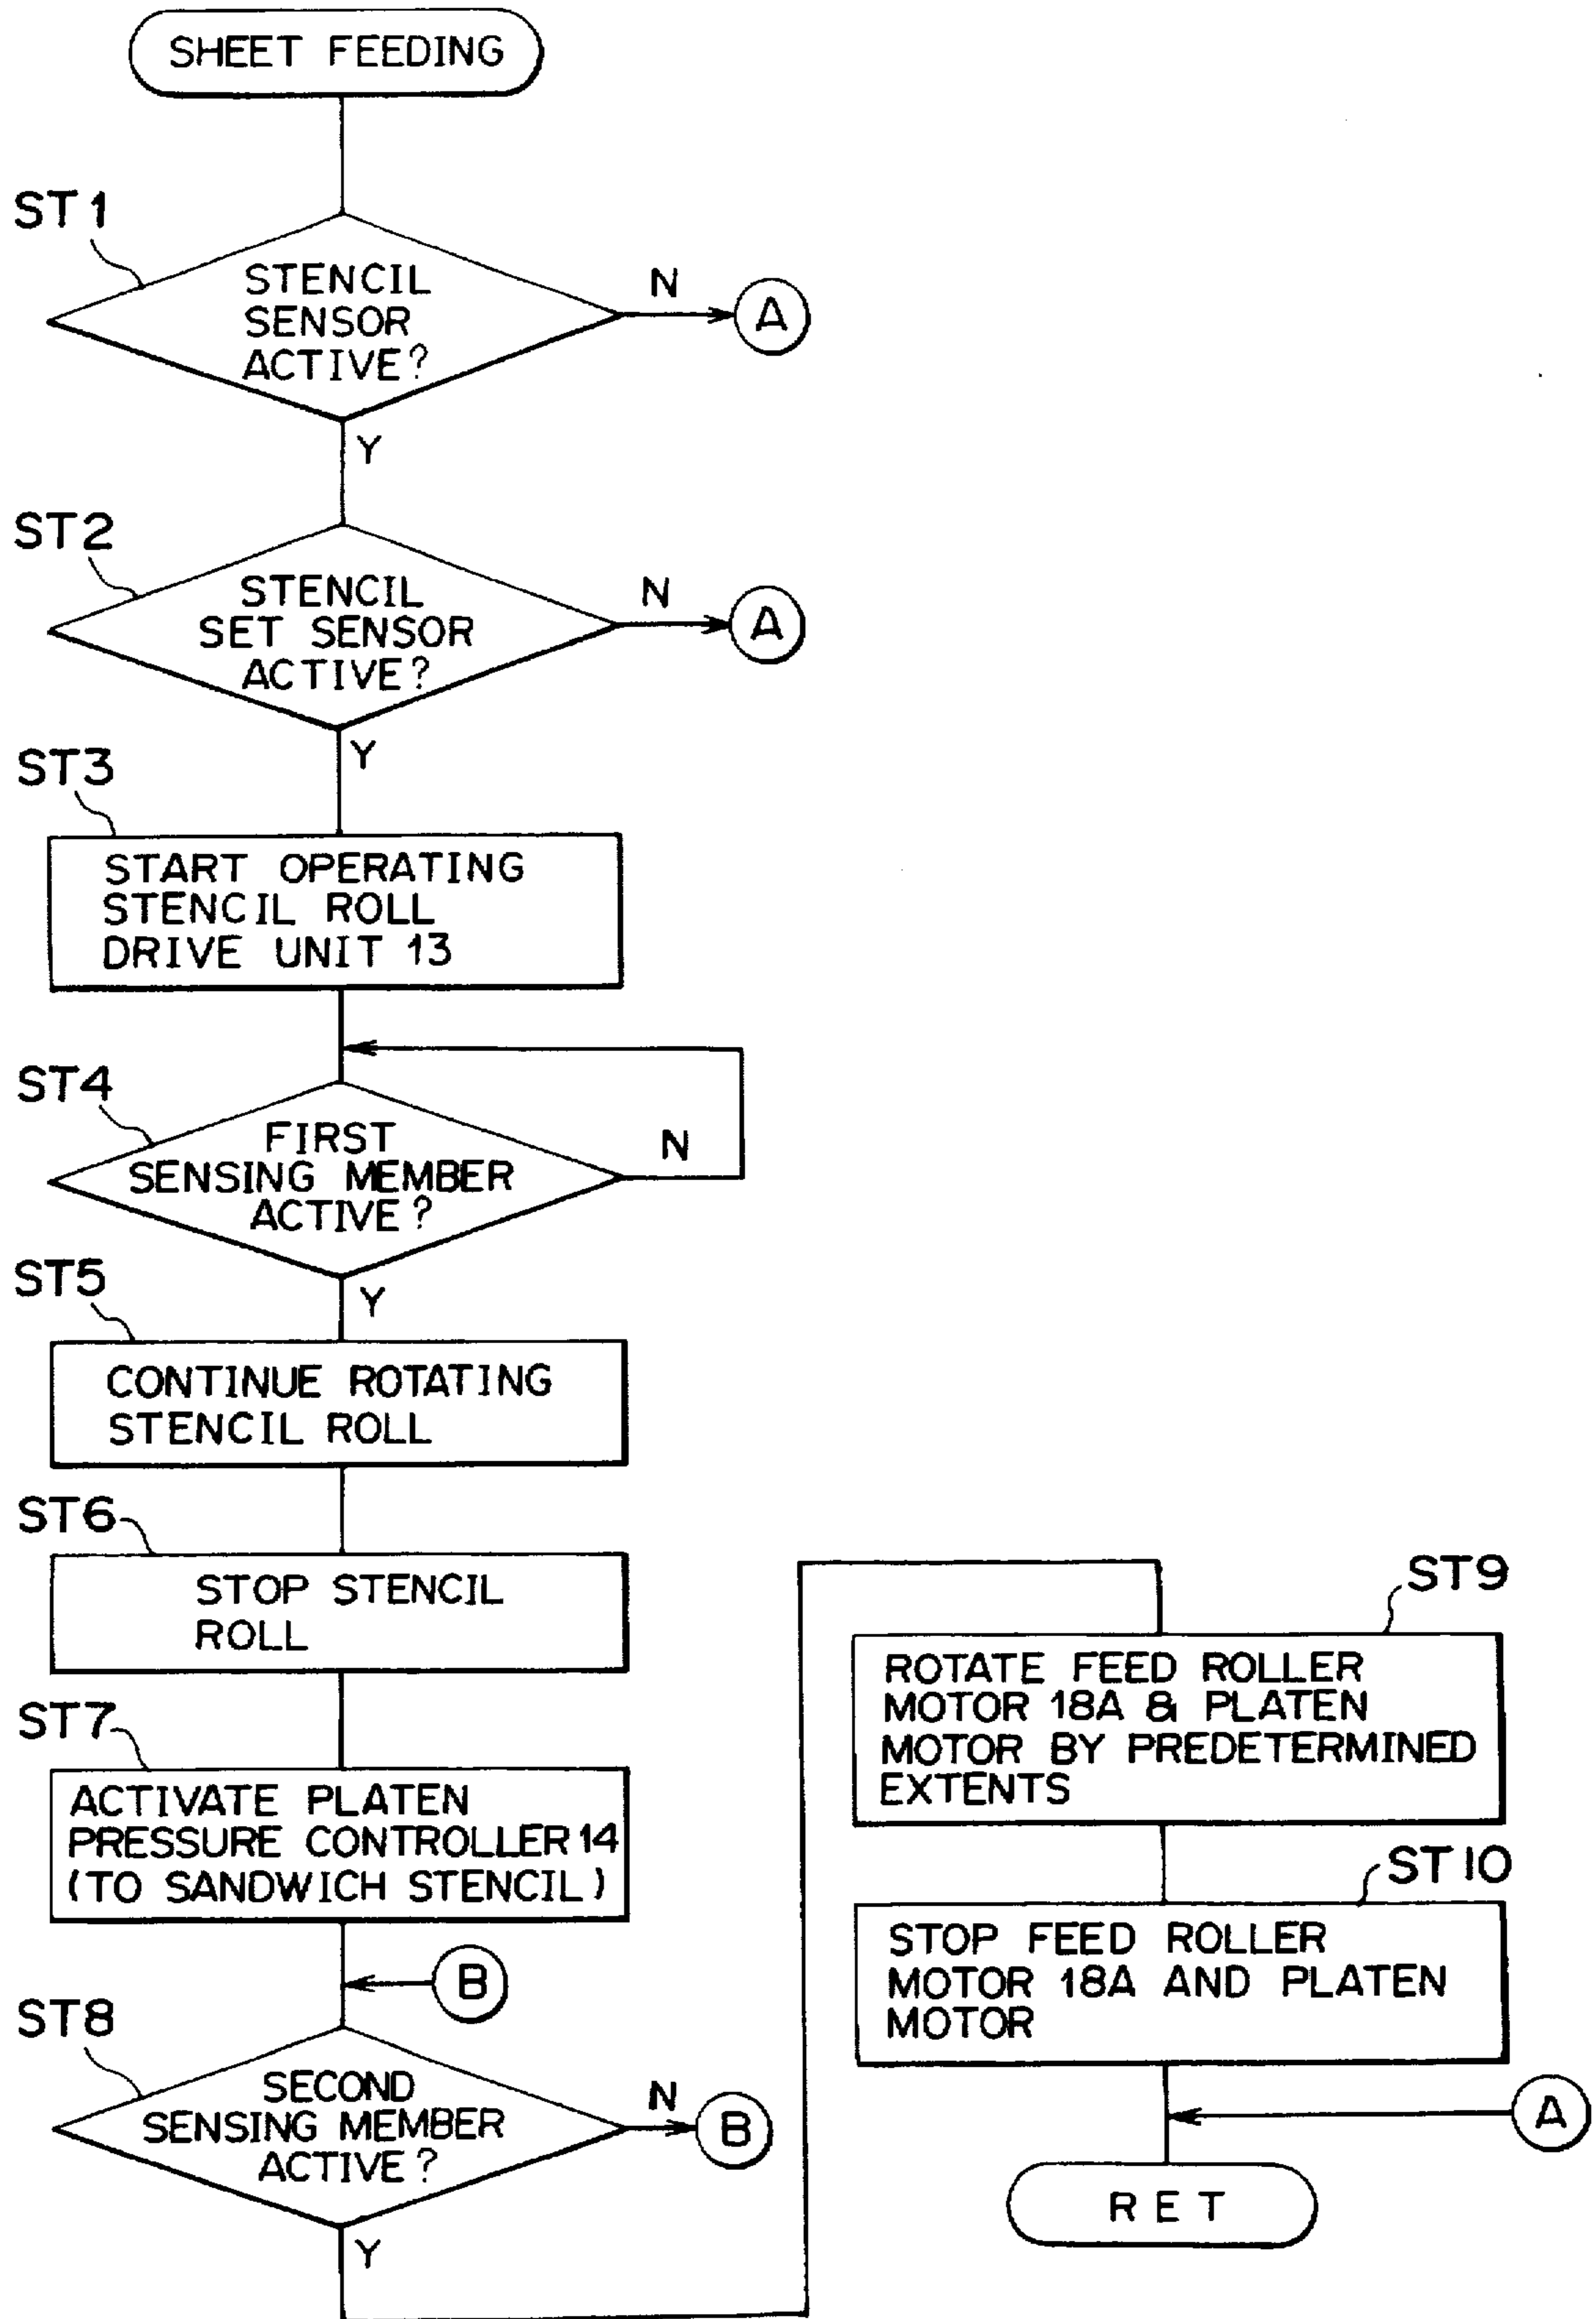 SHEET FEEDING
ST1
STENCIL
SENSOR
ACTIVE?
N
A
Y
ST2
STENCIL
SET SENSOR
ACTIVE?
N
A
Y
ST3
START OPERATING
STENCIL ROLL
DRIVE UNIT 13
ST4
FIRST
SENSING MEMBER
ACTIVE?
N
Y
ST5
CONTINUE ROTATING
STENCIL ROLL
ST6
STOP STENCIL
ROLL
ST7
ACTIVATE PLATEN
PRESSURE CONTROLLER 14
(TO SANDWICH STENCIL)
B
ST8
SECOND
SENSING MEMBER
ACTIVE?
N
B
Y
ST9
ROTATE FEED ROLLER
MOTOR 18A & PLATEN
MOTOR BY PREDETERMINED
EXTENTS
ST10
STOP FEED ROLLER
MOTOR 18A AND PLATEN
MOTOR
A
RET